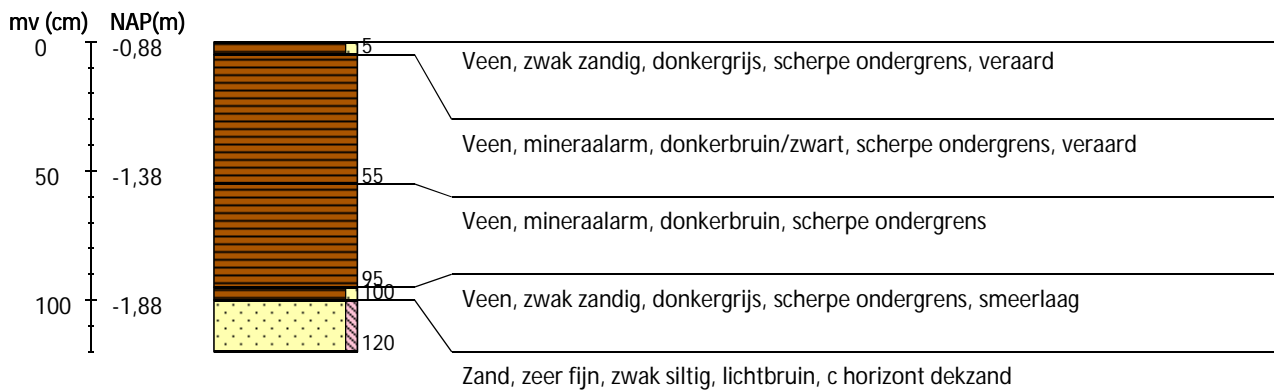 mv (cm) NAP(m)
0 -0,88
5
Veen, zwak zandig, donkergrijs, scherpe ondergrens, veraard
Veen, mineraalarm, donkerbruin/zwart, scherpe ondergrens, veraard
50 -1,38
55
Veen, mineraalarm, donkerbruin, scherpe ondergrens
95
100
100 -1,88
Veen, zwak zandig, donkergrijs, scherpe ondergrens, smeerlaag
120
Zand, zeer fijn, zwak siltig, lichtbruin, c horizont dekzand